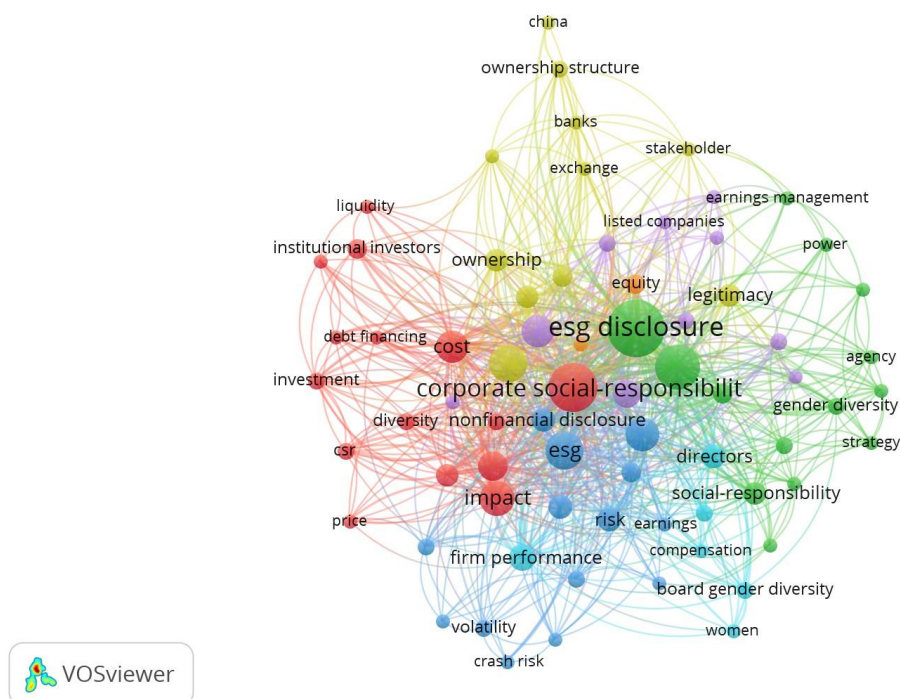 china
ownership structure
banks
stakeholder
exchange
earnings management
liquidity
listed companies
power
institutional investors
ownership
equity
legitimacy
esg disclosure
debt financing
cost
agency
investment
corporate social-responsibilit
gender diversity
diversity
nonfinancial disclosure
strategy
csr
esg
directors
impact
social-responsibility
price
risk
earnings
firm performance
compensation
board gender diversity
volatility
women
crash risk
VOSviewer